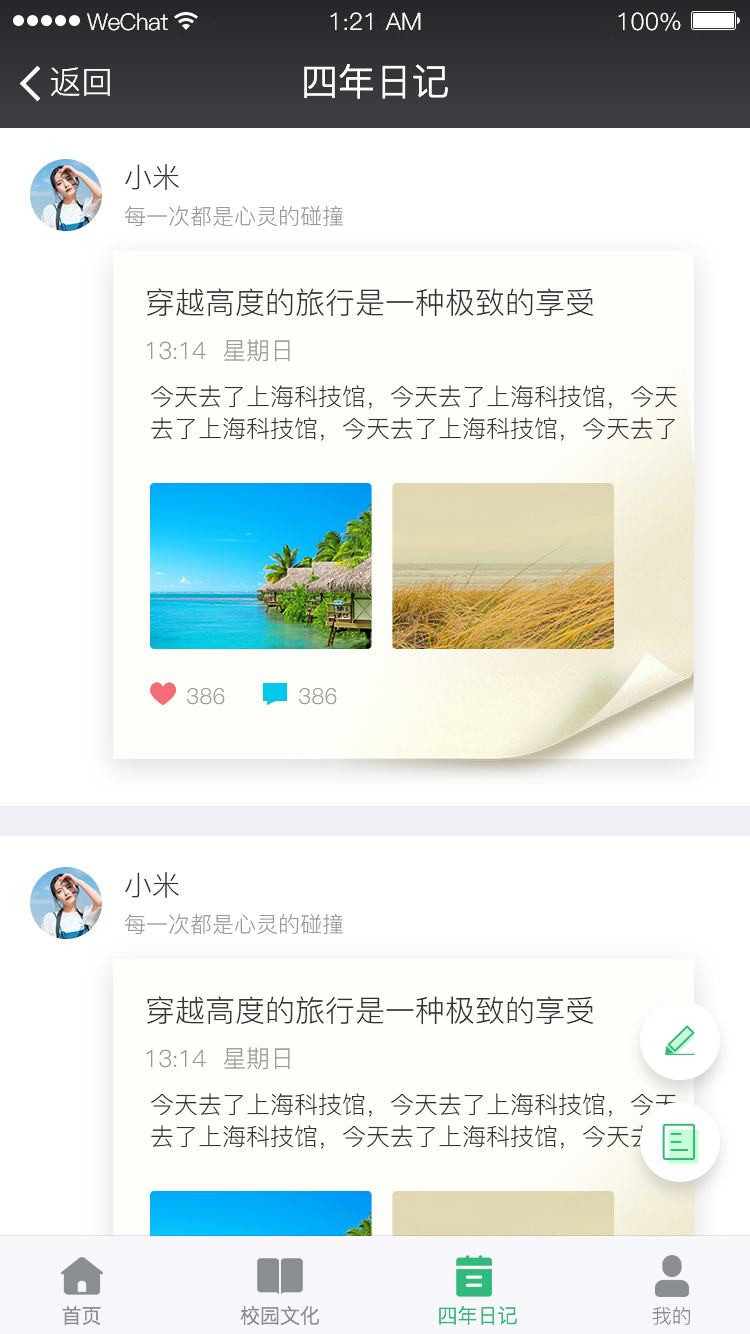 WeChat 1:21 AM 100%
返回 四年日记
小米
每一次都是心灵的碰撞
穿越高度的旅行是一种极致的享受
13:14 星期日
今天去了上海科技馆，今天去了上海科技馆，今天
去了上海科技馆，今天去了上海科技馆，今天去了
386 386
小米
每一次都是心灵的碰撞
穿越高度的旅行是一种极致的享受
13:14 星期日
今天去了上海科技馆，今天去了上海科技馆，今天
去了上海科技馆，今天去了上海科技馆，今天去
首页 校园文化 四年日记 我的